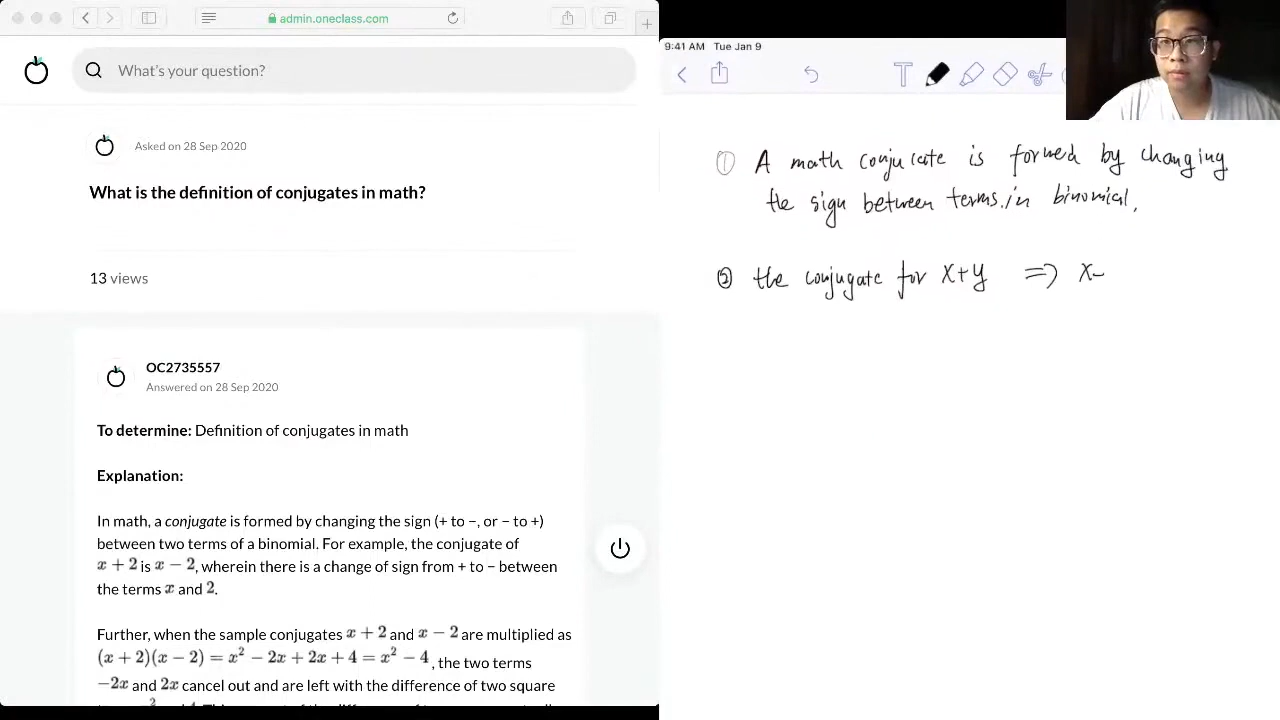 admin.oneclass.com
What's your question?
Asked on 28 Sep 2020
What is the definition of conjugates in math?
13 views
OC2735557
Answered on 28 Sep 2020
To determine: Definition of conjugates in math
Explanation:
In math, a conjugate is formed by changing the sign (+ to −, or − to +)
between two terms of a binomial. For example, the conjugate of
x + 2 is x − 2, wherein there is a change of sign from + to − between
the terms x and 2.
Further, when the sample conjugates x + 2 and x − 2 are multiplied as
(x + 2)(x − 2) = x² − 2x + 2x + 4 = x² − 4, the two terms
−2x and 2x cancel out and are left with the difference of two square
9:41 AM Tue Jan 9
T
① A math conjucate is formed by changing
the sign between terms. in binomial.
② the conjugate for x+y ⇒ x-